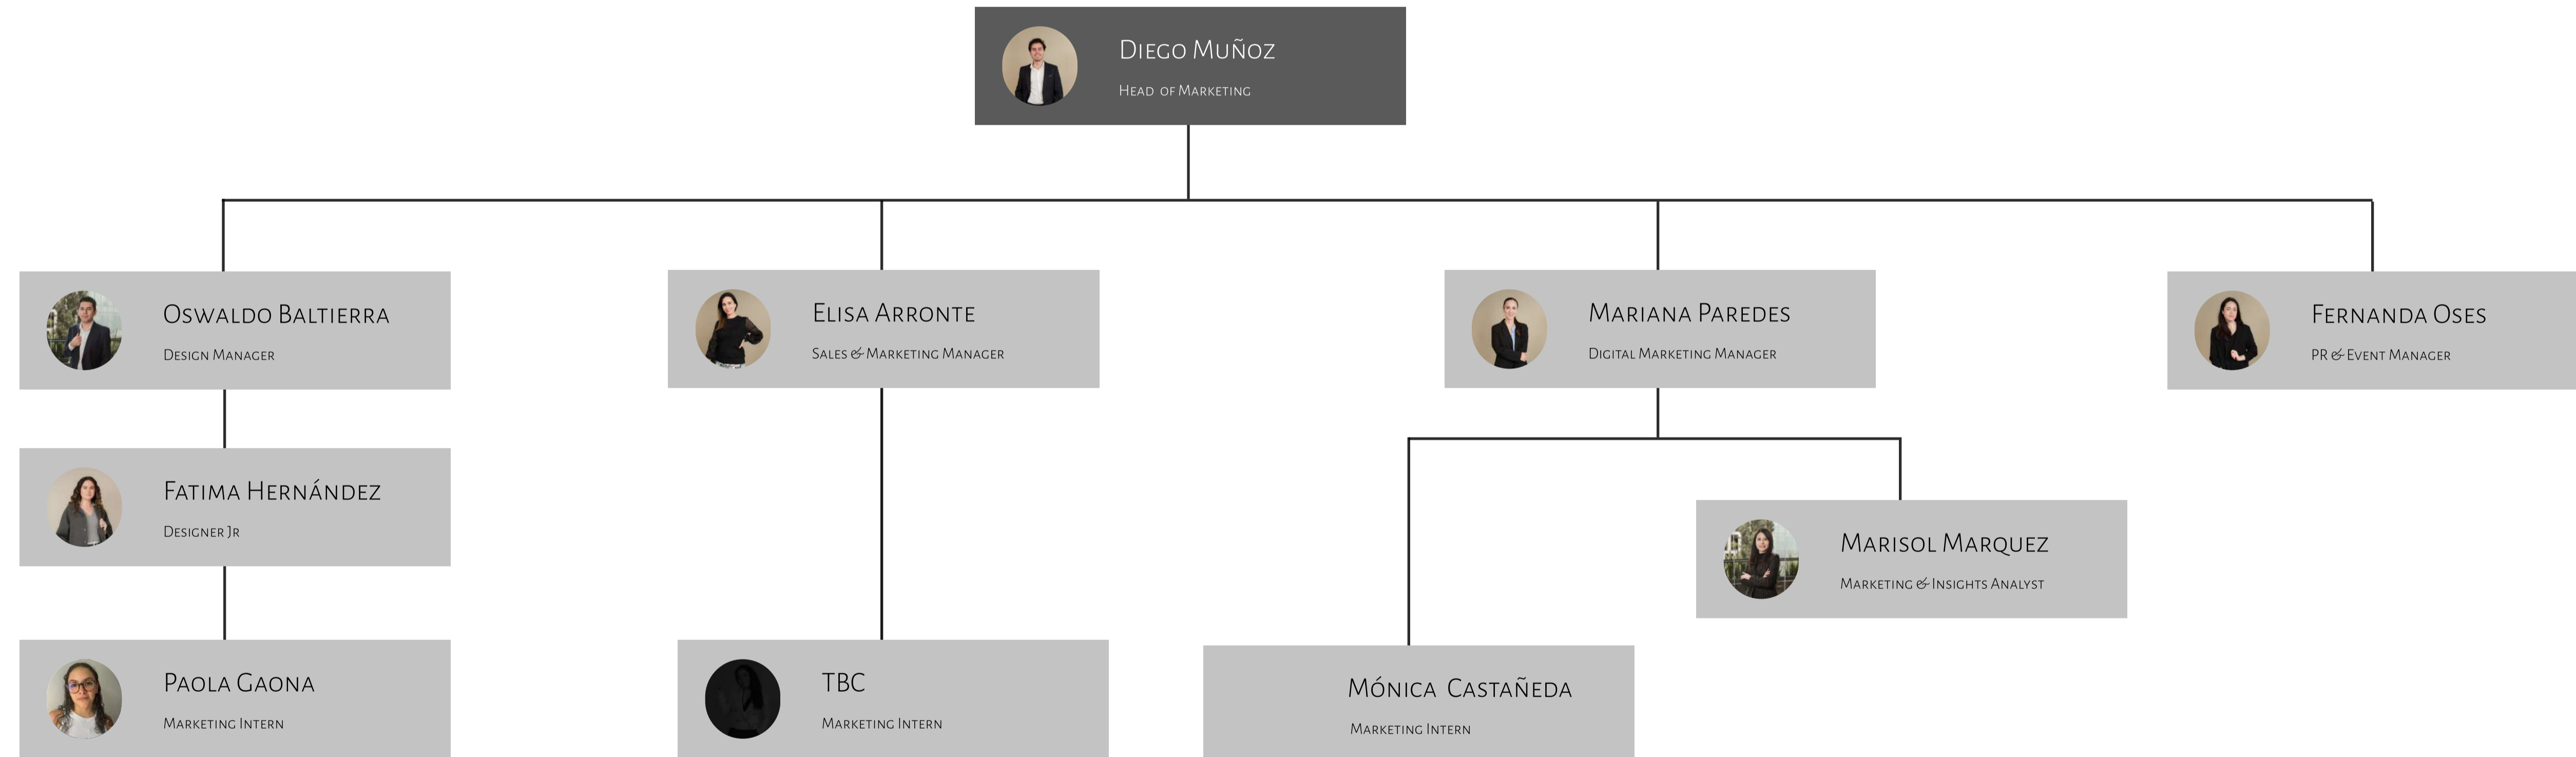 Diego Muñoz
Head of Marketing
Oswaldo Baltierra
Design Manager
Elisa Arronte
Sales & Marketing Manager
Mariana Paredes
Digital Marketing Manager
Fernanda Oses
PR & Event Manager
Fatima Hernández
Designer Jr
Marisol Marquez
Marketing & Insights Analyst
Paola Gaona
Marketing Intern
TBC
Marketing Intern
Mónica Castañeda
Marketing Intern